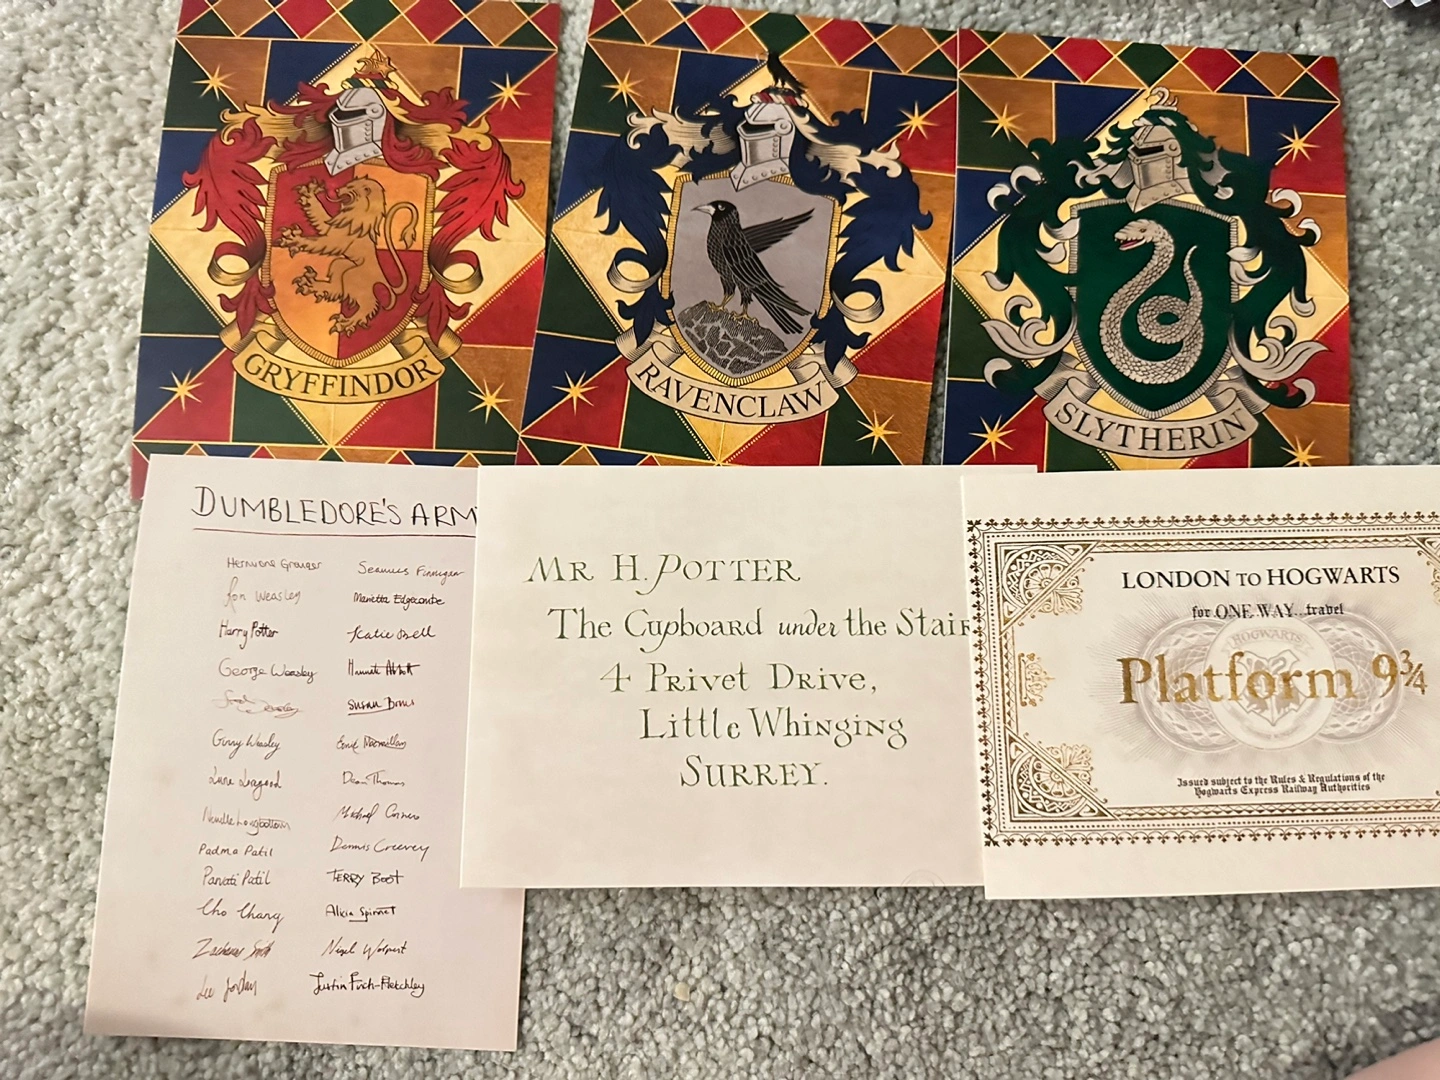 GRYFFINDOR
RAVENCLAW
SLYTHERIN
DUMBLEDORE'S ARM
Hermione Granger
Ron Weasley
Harry Potter
George Weasley
Ginny Weasley
Luna Lovegood
Neville Longbottom
Padma Patil
Parvati Patil
Cho Chang
Zacharias Smith
Lee Jordan
Seamus Finnigan
Marietta Edgecombe
Katie Bell
Hannah Abbott
Susan Bones
Ernie Macmillan
Dean Thomas
Michael Corner
Dennis Creevey
TERRY BOOT
Alicia Spinnet
Nigel Wolpert
Justin Finch-Fletchley
MR H. POTTER
The Cupboard under the Stair
4 Privet Drive,
Little Whinging
SURREY.
LONDON TO HOGWARTS
for ONE WAY...travel
HOGWARTS
Platform 9¾
Issued subject to the Rules & Regulations of the
Hogwarts Express Railway Authorities